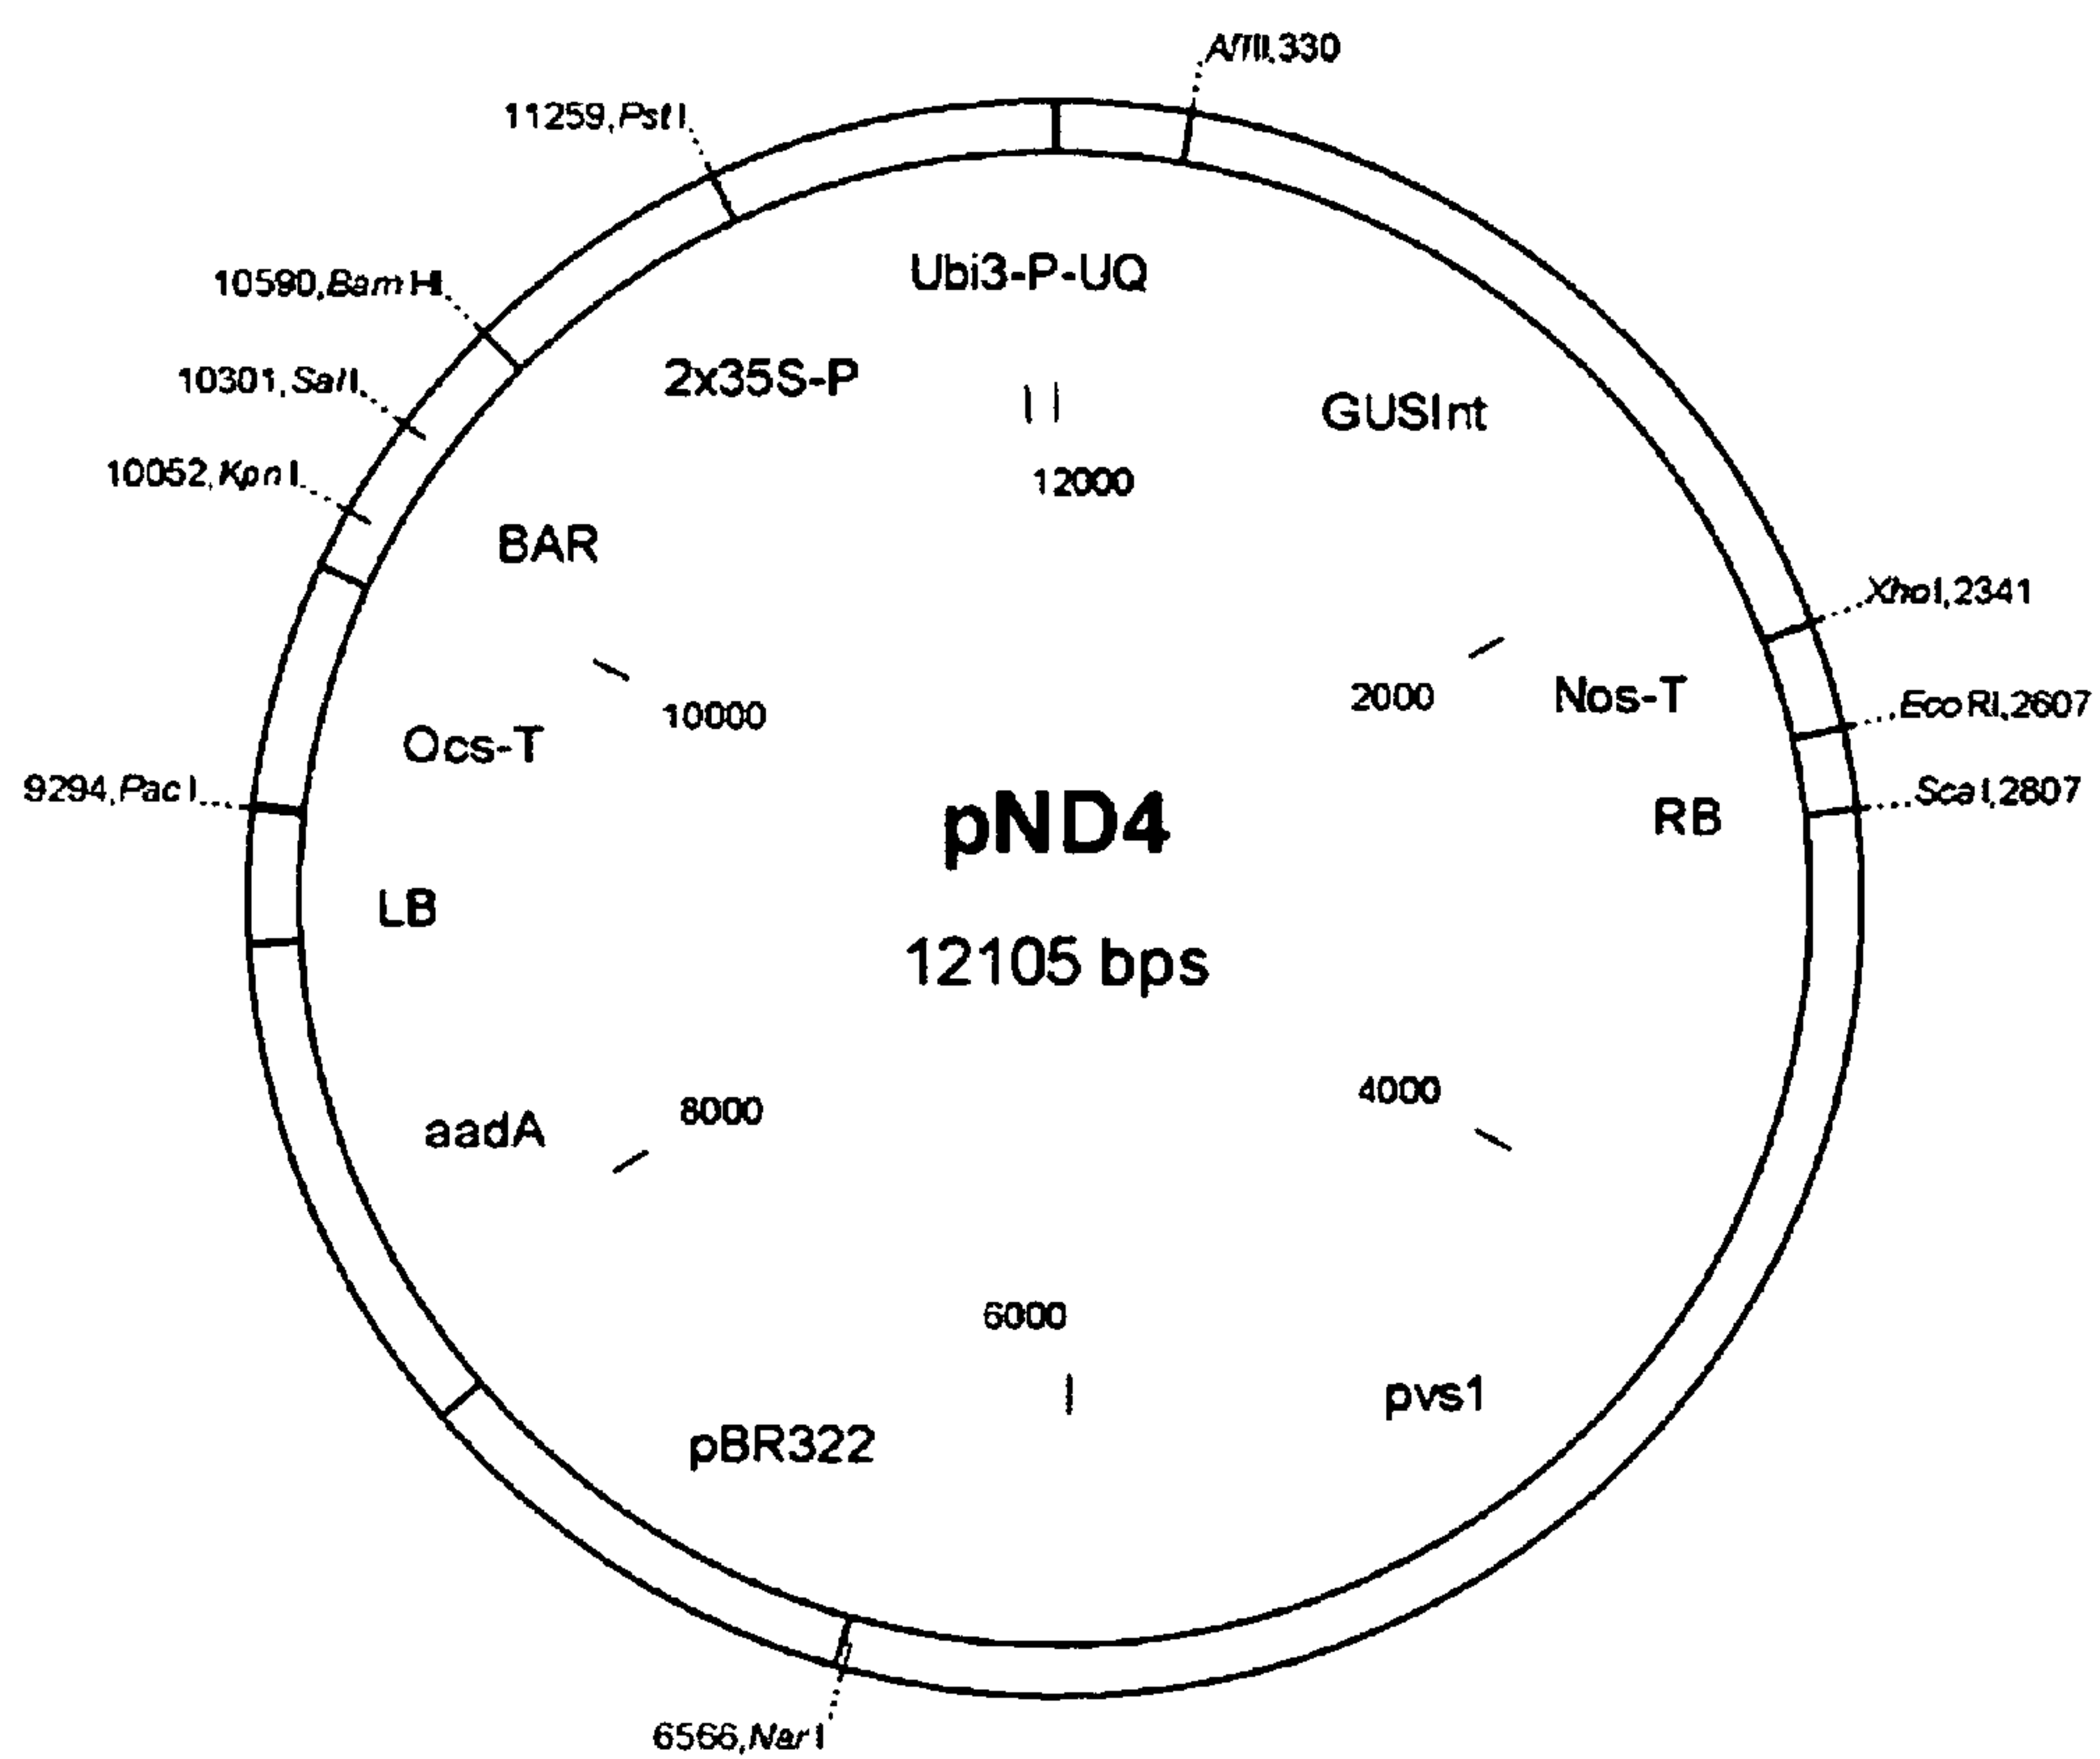 AflII,330
11259,PstI
Ubi3-P-UQ
10590,BamHI
2x35S-P
10301,SalI
GUSInt
10052,KpnI
12000
BAR
XhoI,2341
2000
Nos-T
10000
EcoRI,2607
Ocs-T
9294,PacI
ScaI,2807
pND4
RB
LB
12105 bps
4000
8000
aadA
6000
pvs1
pBR322
6566,NarI